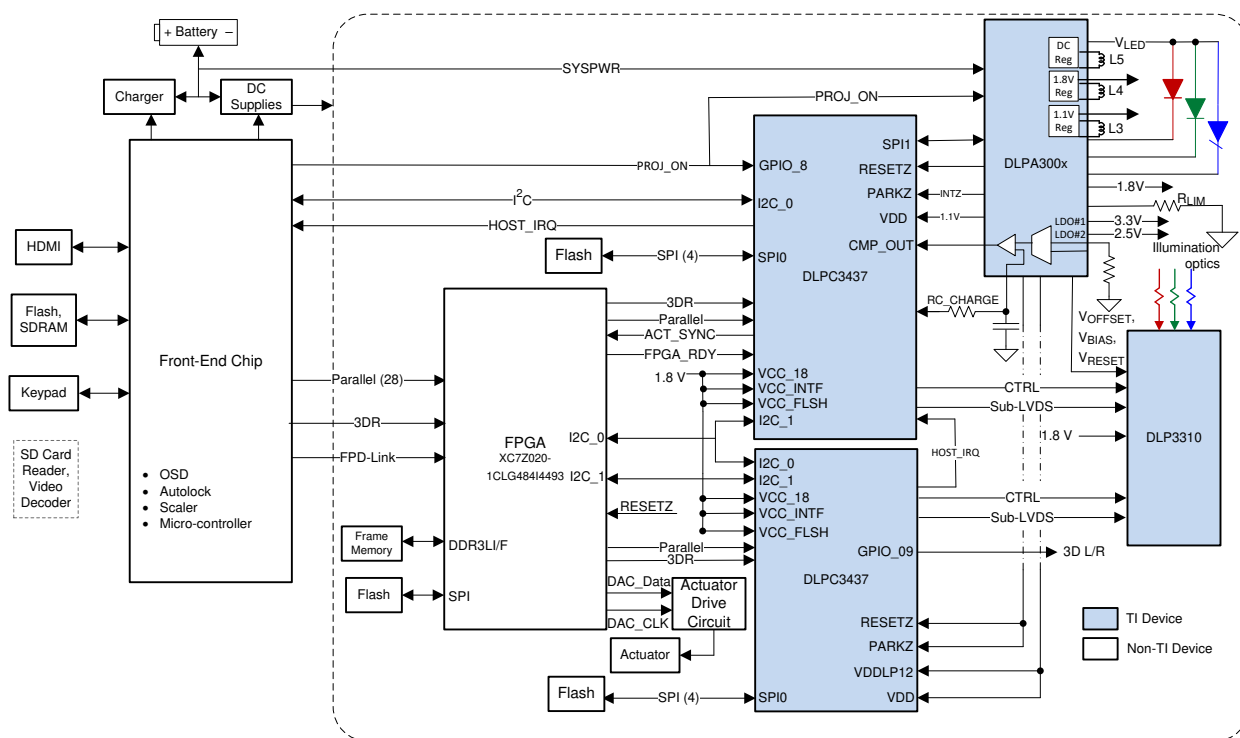 + Battery –
SYSPWR
Charger
DC
Supplies
PROJ_ON
DC
Reg
VLED
L5
1.8V
Reg
L4
1.1V
Reg
L3
DLPA300x
1.8V
RLIM
LDO#1
3.3V
LDO#2
2.5V
Illumination
optics
PROJ_ON
GPIO_8
SPI1
RESETZ
I2C
I2C_0
PARKZ
INTZ
HOST_IRQ
VDD
1.1V
CMP_OUT
Flash
SPI (4)
SPI0
DLPC3437
HDMI
Flash,
SDRAM
Keypad
SD Card
Reader,
Video
Decoder
Front-End Chip
OSD
Autolock
Scaler
Micro-controller
Parallel (28)
3DR
FPD-Link
3DR
Parallel
ACT_SYNC
FPGA_RDY
RC_CHARGE
VOFFSET,
VBIAS,
VRESET
1.8 V
VCC_18
VCC_INTF
VCC_FLSH
I2C_1
CTRL
Sub-LVDS
1.8 V
DLP3310
HOST_IRQ
FPGA
XC7Z020-
1CLG484I4493
I2C_0
I2C_1
RESETZ
I2C_0
I2C_1
VCC_18
VCC_INTF
VCC_FLSH
CTRL
Sub-LVDS
Parallel
3DR
GPIO_09
3D L/R
DLPC3437
Frame
Memory
DDR3LI/F
Flash
SPI
DAC_Data
DAC_CLK
Actuator
Drive
Circuit
Actuator
RESETZ
PARKZ
VDDLP12
VDD
Flash
SPI (4)
SPI0
TI Device
Non-TI Device